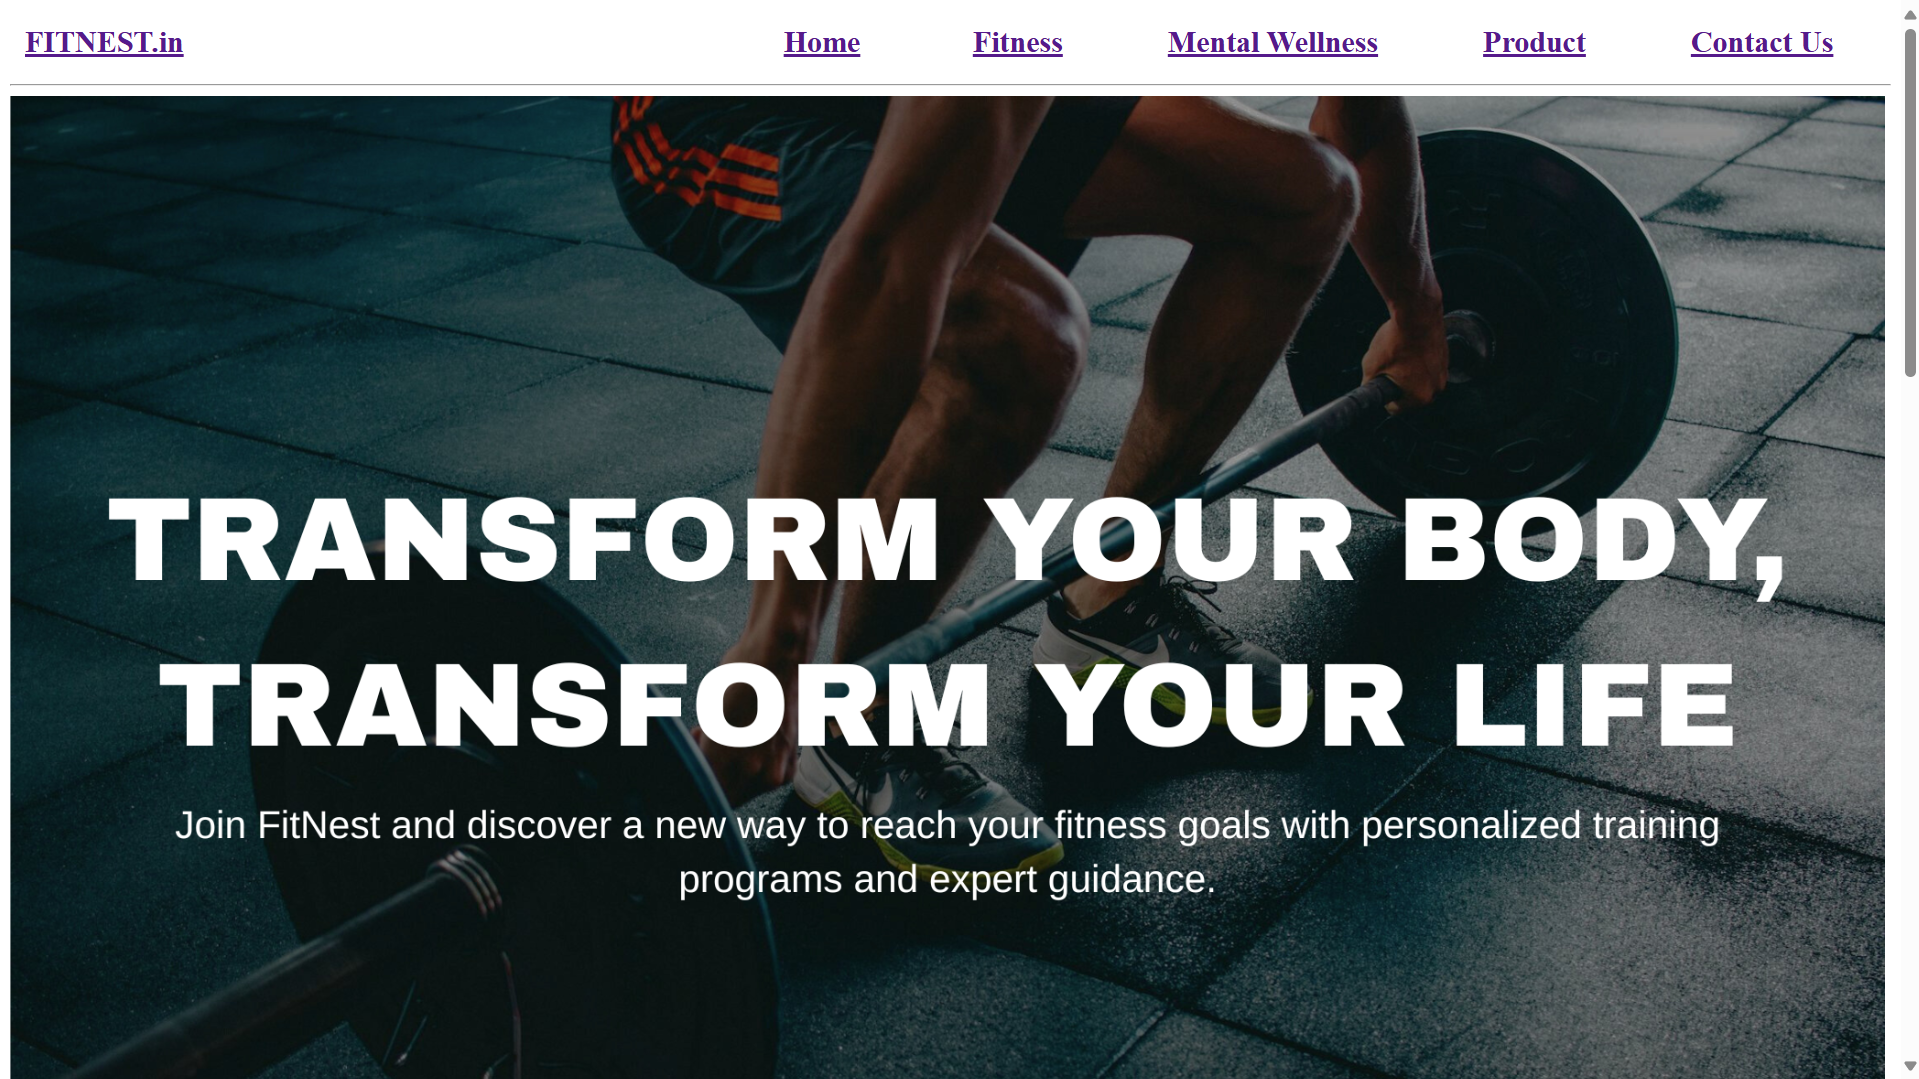 FITNEST.in Home Fitness Mental Wellness Product Contact Us
TRANSFORM YOUR BODY,
TRANSFORM YOUR LIFE
Join FitNest and discover a new way to reach your fitness goals with personalized training
programs and expert guidance.